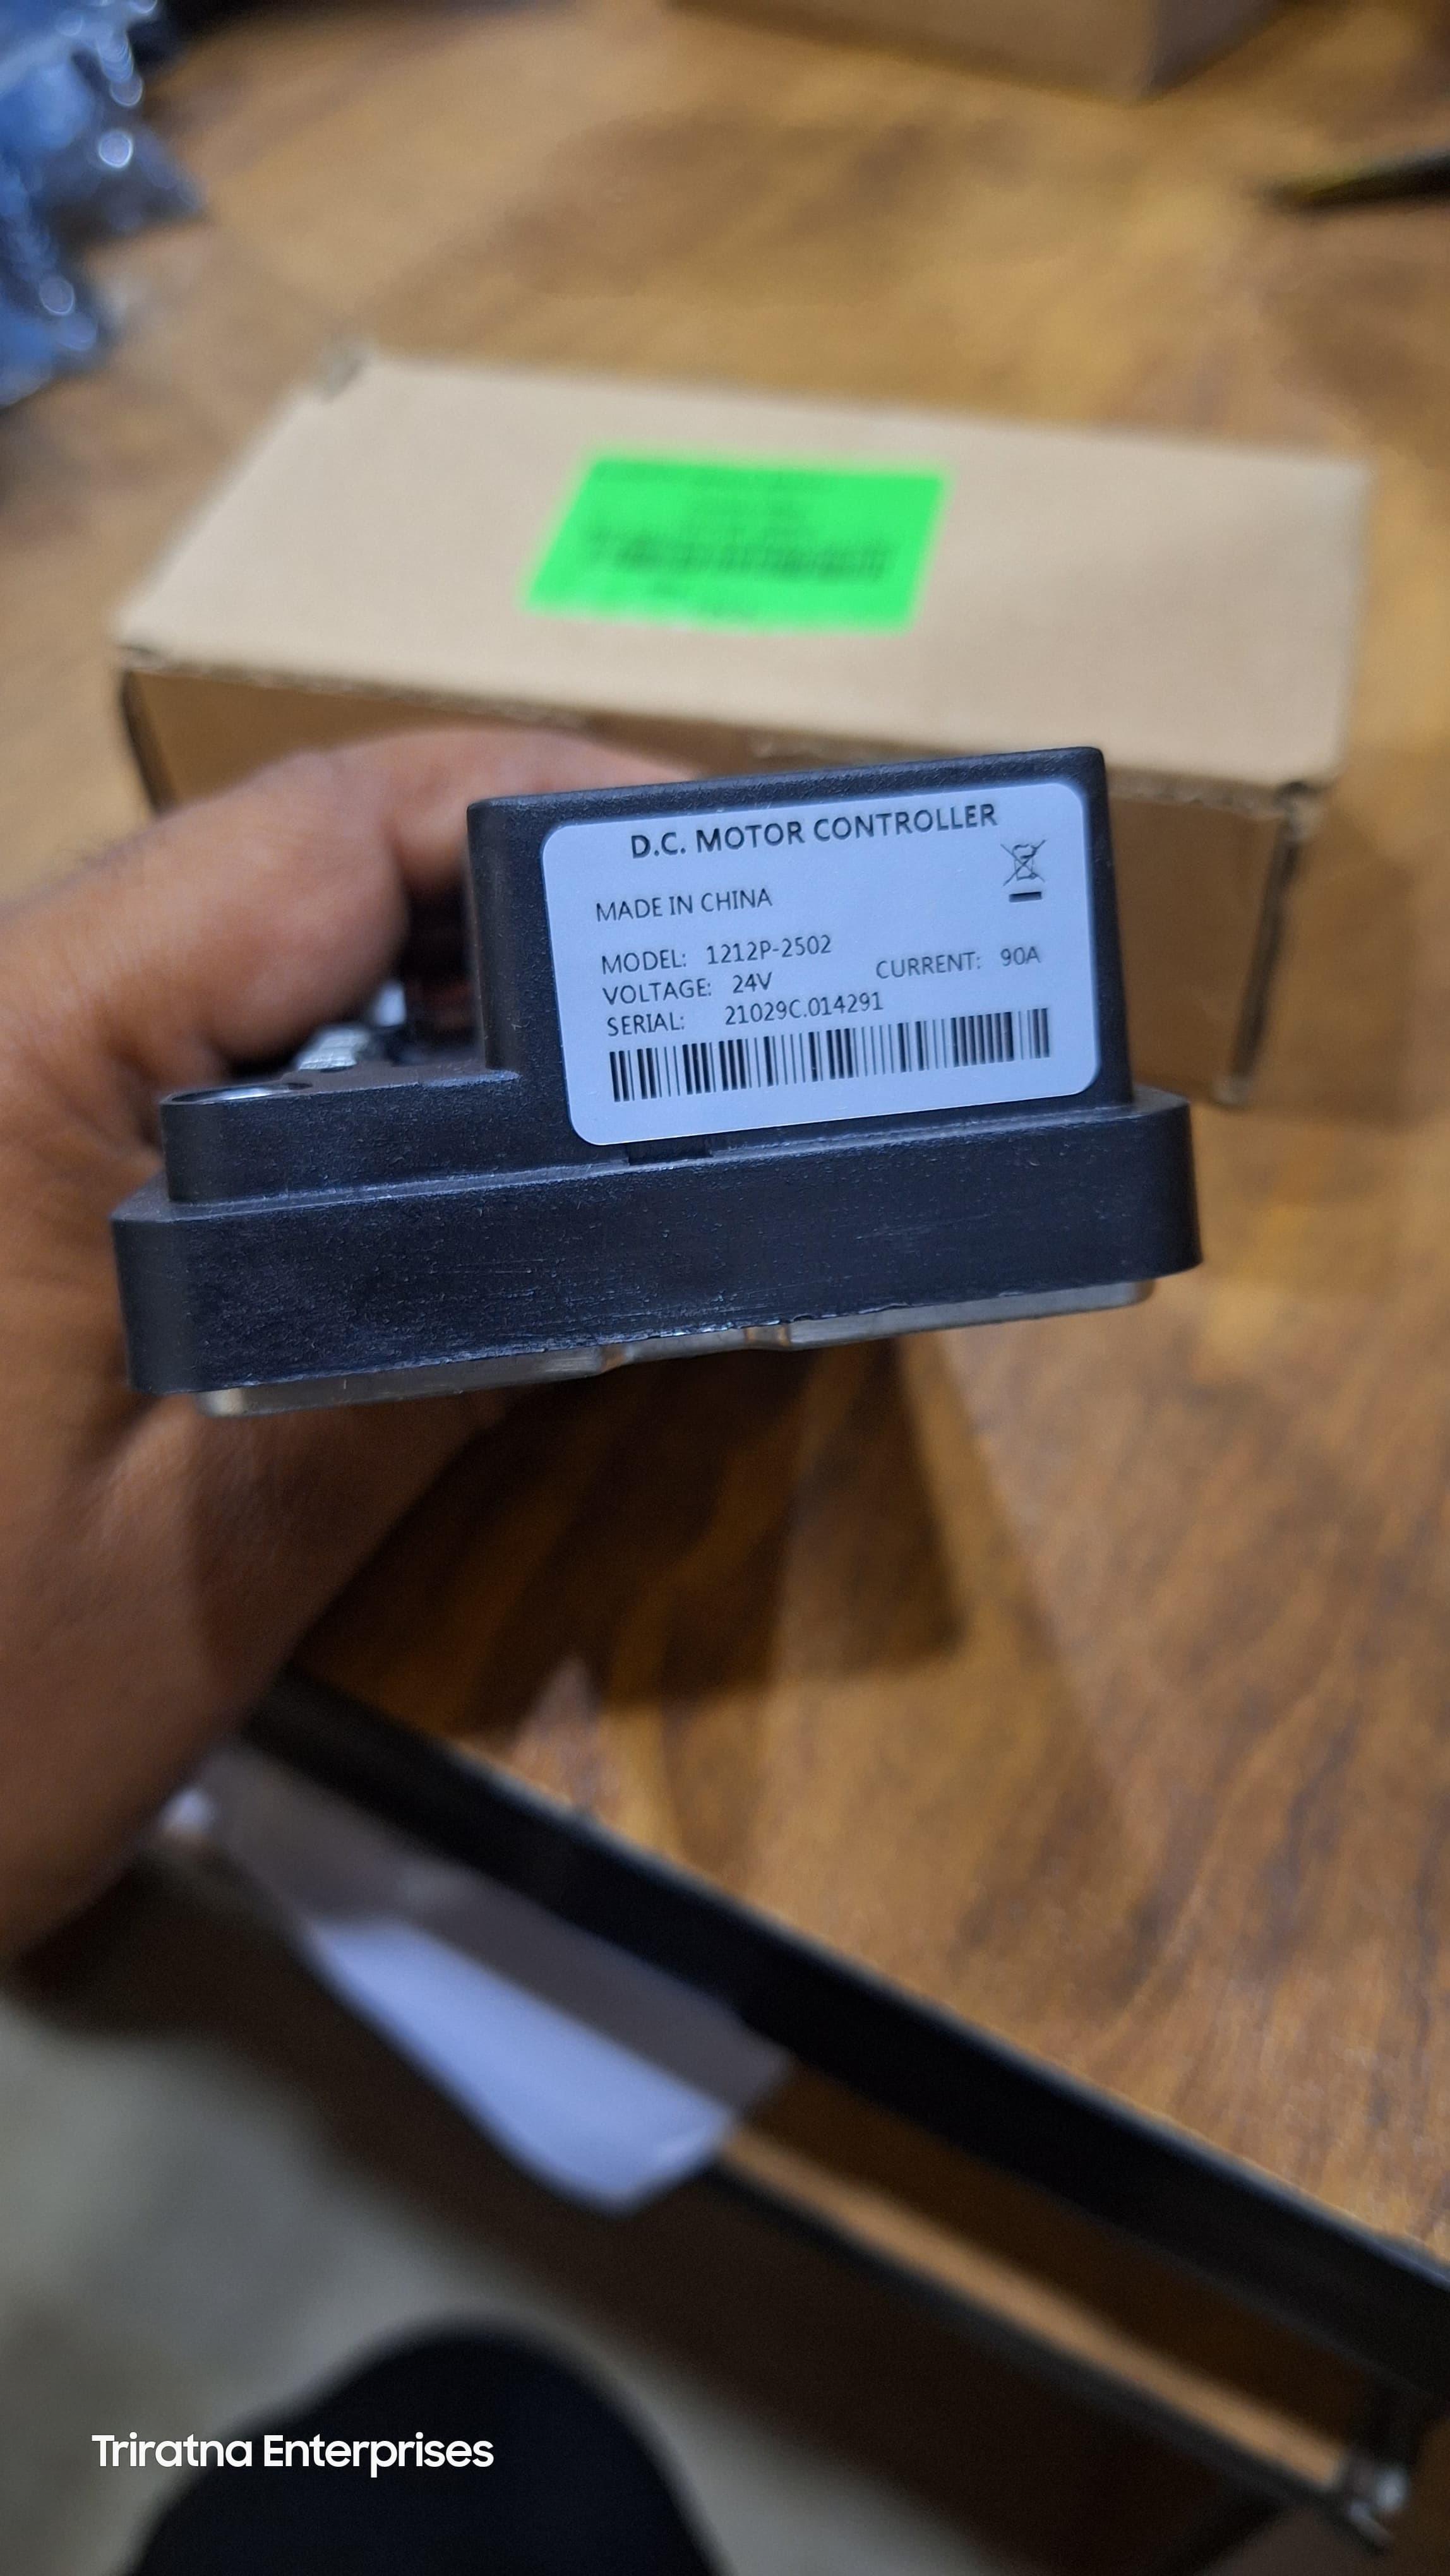 D.C. MOTOR CONTROLLER
MADE IN CHINA
MODEL: 1212P-2502
VOLTAGE: 24V CURRENT: 90A
SERIAL: 21029C.014291
Triratna Enterprises